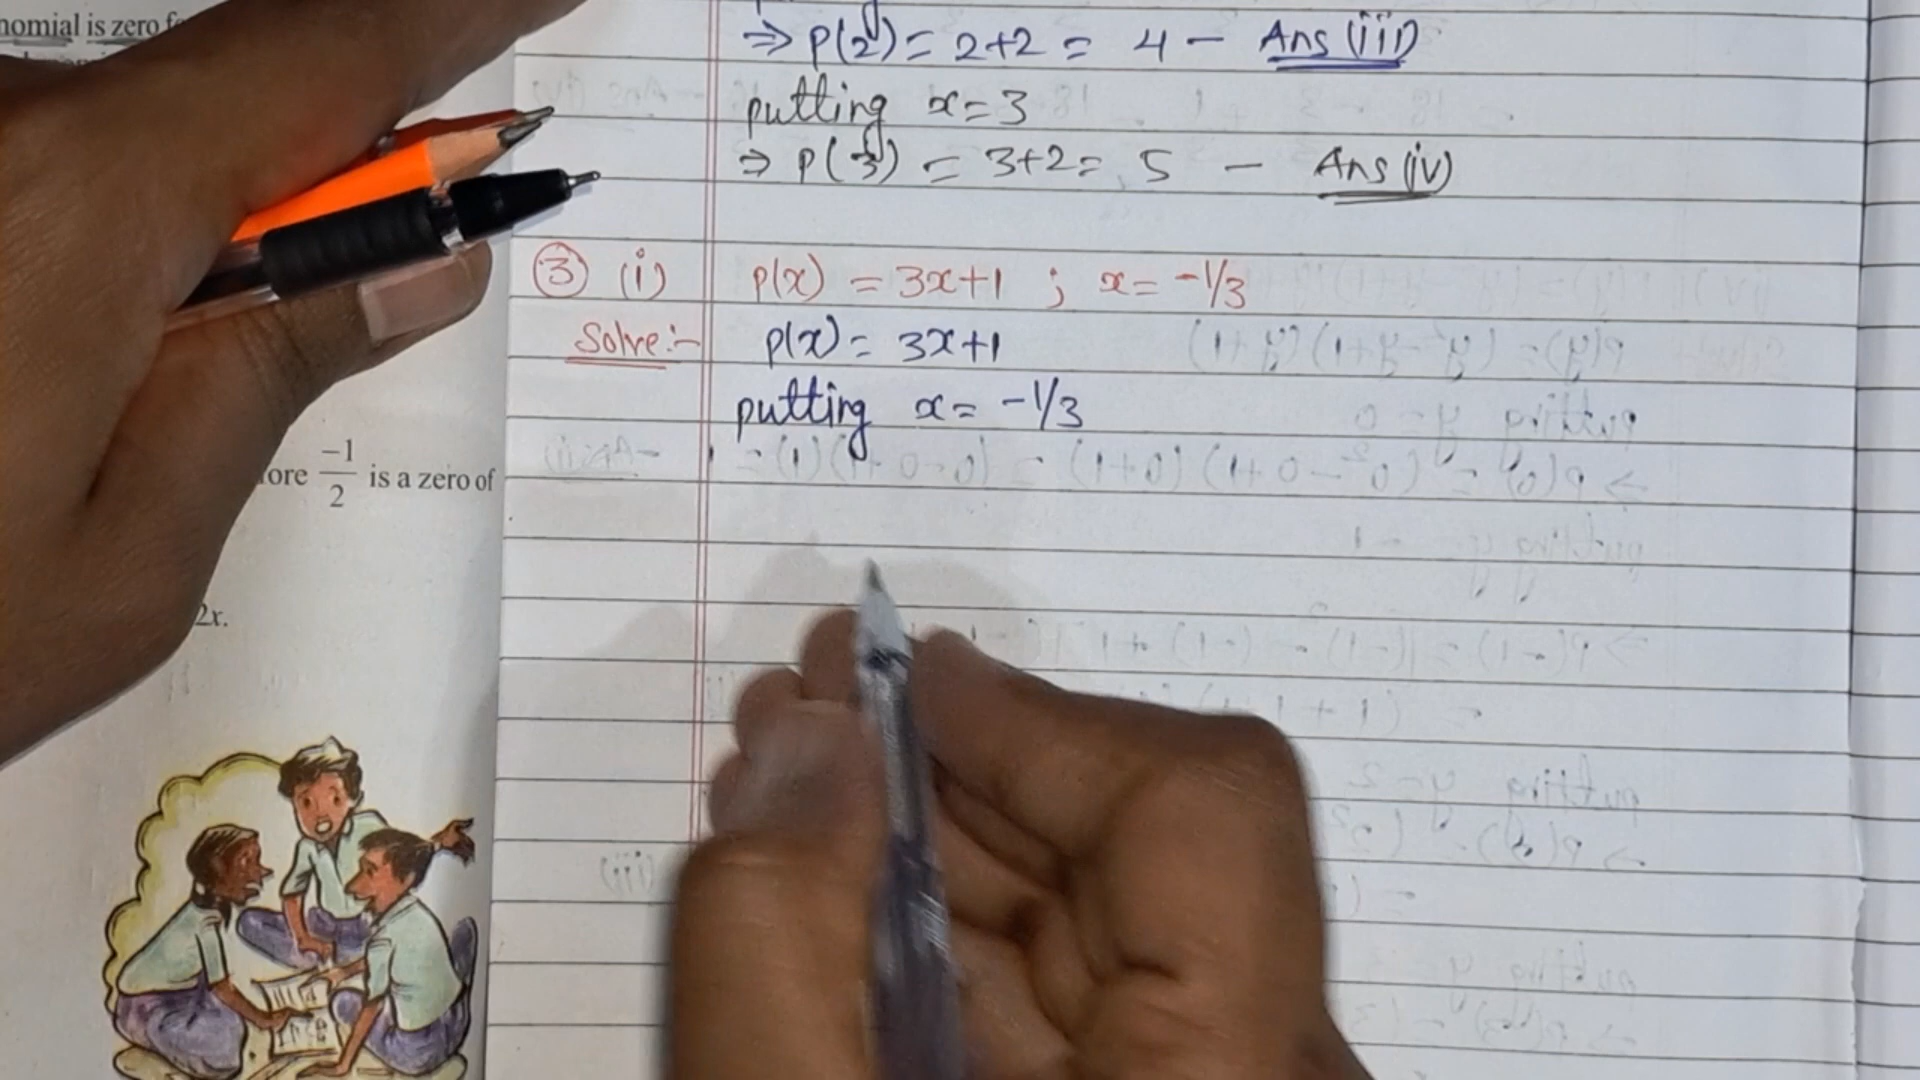 nomial is zero
ore -1/2 is a zero of
2x.
⇒ p(2) = 2+2 = 4 - Ans (iii)
putting x=3
⇒ p(3) = 3+2 = 5 - Ans (iv)
③ (i) p(x) = 3x+1 ; x= -1/3
Solve:- p(x) = 3x+1
putting x= -1/3